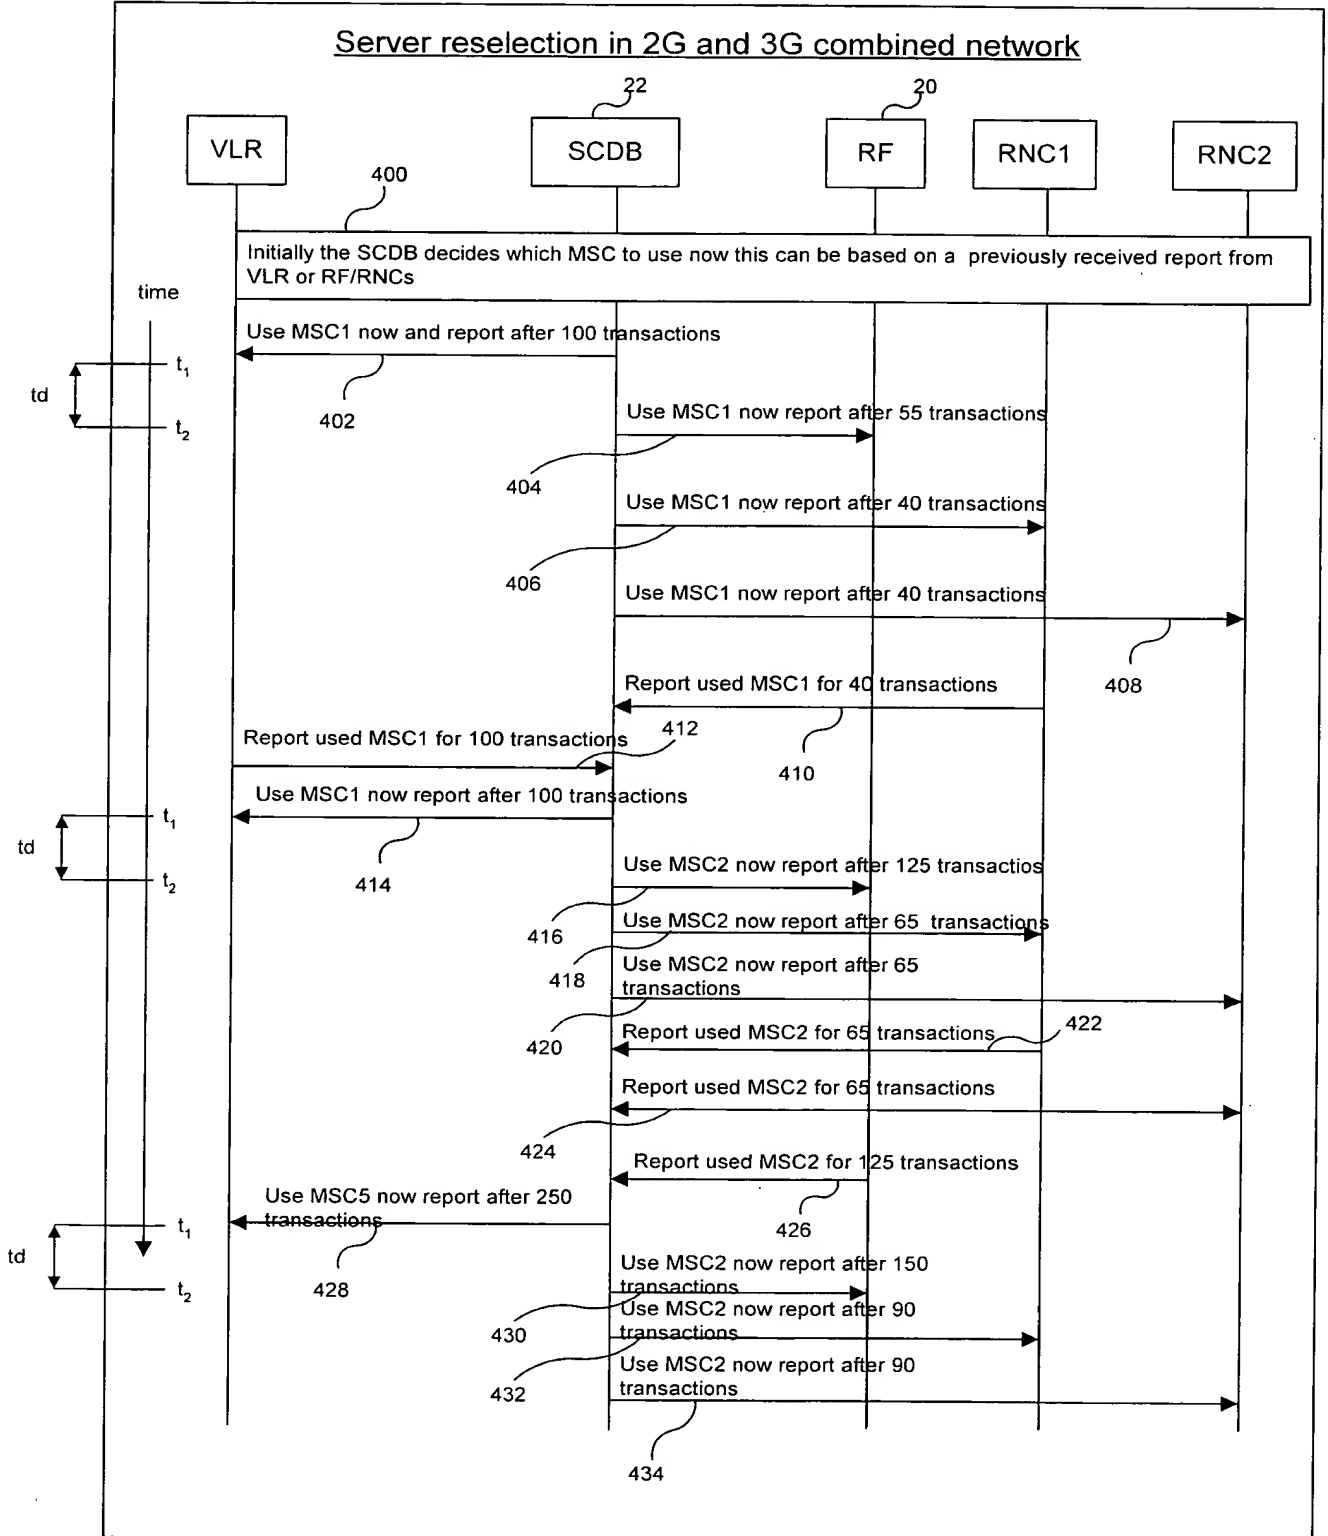 Server reselection in 2G and 3G combined network
22
20
VLR
SCDB
RF
RNC1
RNC2
400
Initially the SCDB decides which MSC to use now this can be based on a previously received report from
VLR or RF/RNCs
time
Use MSC1 now and report after 100 transactions
t1
td
402
t2
Use MSC1 now report after 55 transactions
404
Use MSC1 now report after 40 transactions
406
Use MSC1 now report after 40 transactions
408
Report used MSC1 for 40 transactions
412
Report used MSC1 for 100 transactions
410
Use MSC1 now report after 100 transactions
t1
td
414
t2
Use MSC2 now report after 125 transactios
416
Use MSC2 now report after 65 transactions
418
Use MSC2 now report after 65
transactions
420
422
Report used MSC2 for 65 transactions
Report used MSC2 for 65 transactions
424
Report used MSC2 for 125 transactions
426
Use MSC5 now report after 250
transactions
t1
td
428
t2
Use MSC2 now report after 150
transactions
430
Use MSC2 now report after 90
transactions
432
Use MSC2 now report after 90
transactions
434